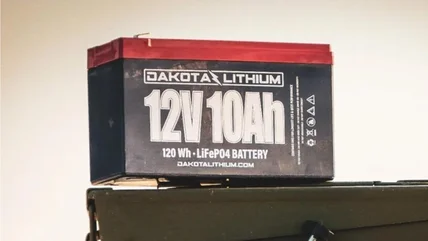 DAKOTA LITHIUM
12V 10Ah
120 Wh • LiFePO4 BATTERY
DAKOTALITHIUM.COM